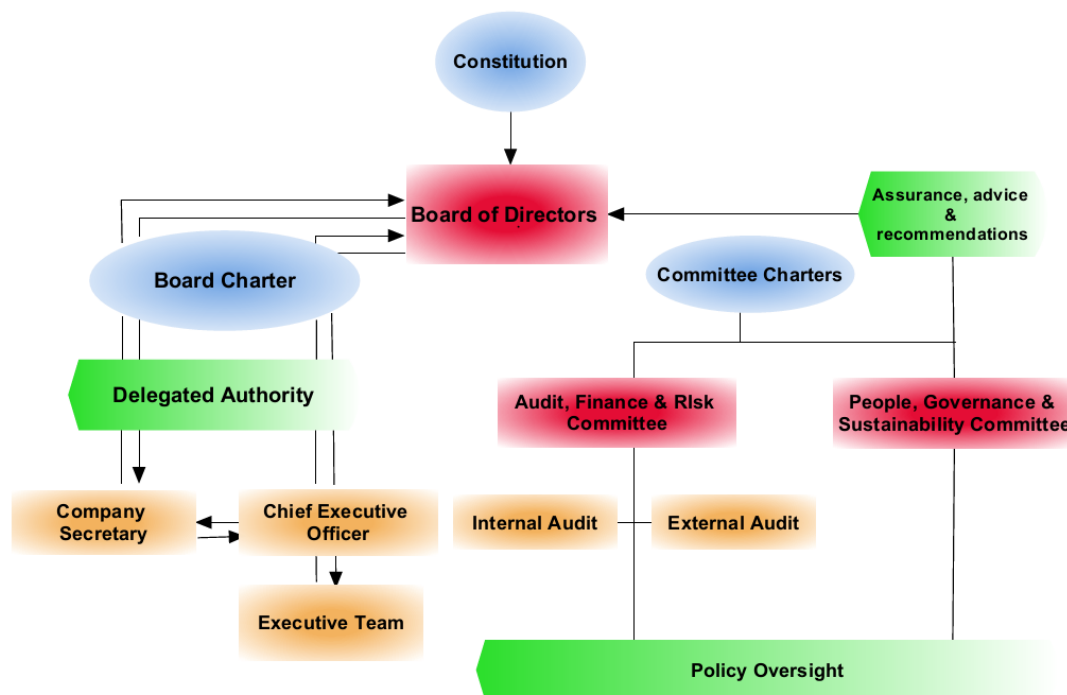 Constitution
Board of Directors
Assurance, advice
&
recommendations
Board Charter
Committee Charters
Delegated Authority
Audit, Finance & RIsk
Committee
People, Governance &
Sustainability Committee
Company
Secretary
Chief Executive
Officer
Internal Audit
External Audit
Executive Team
Policy Oversight